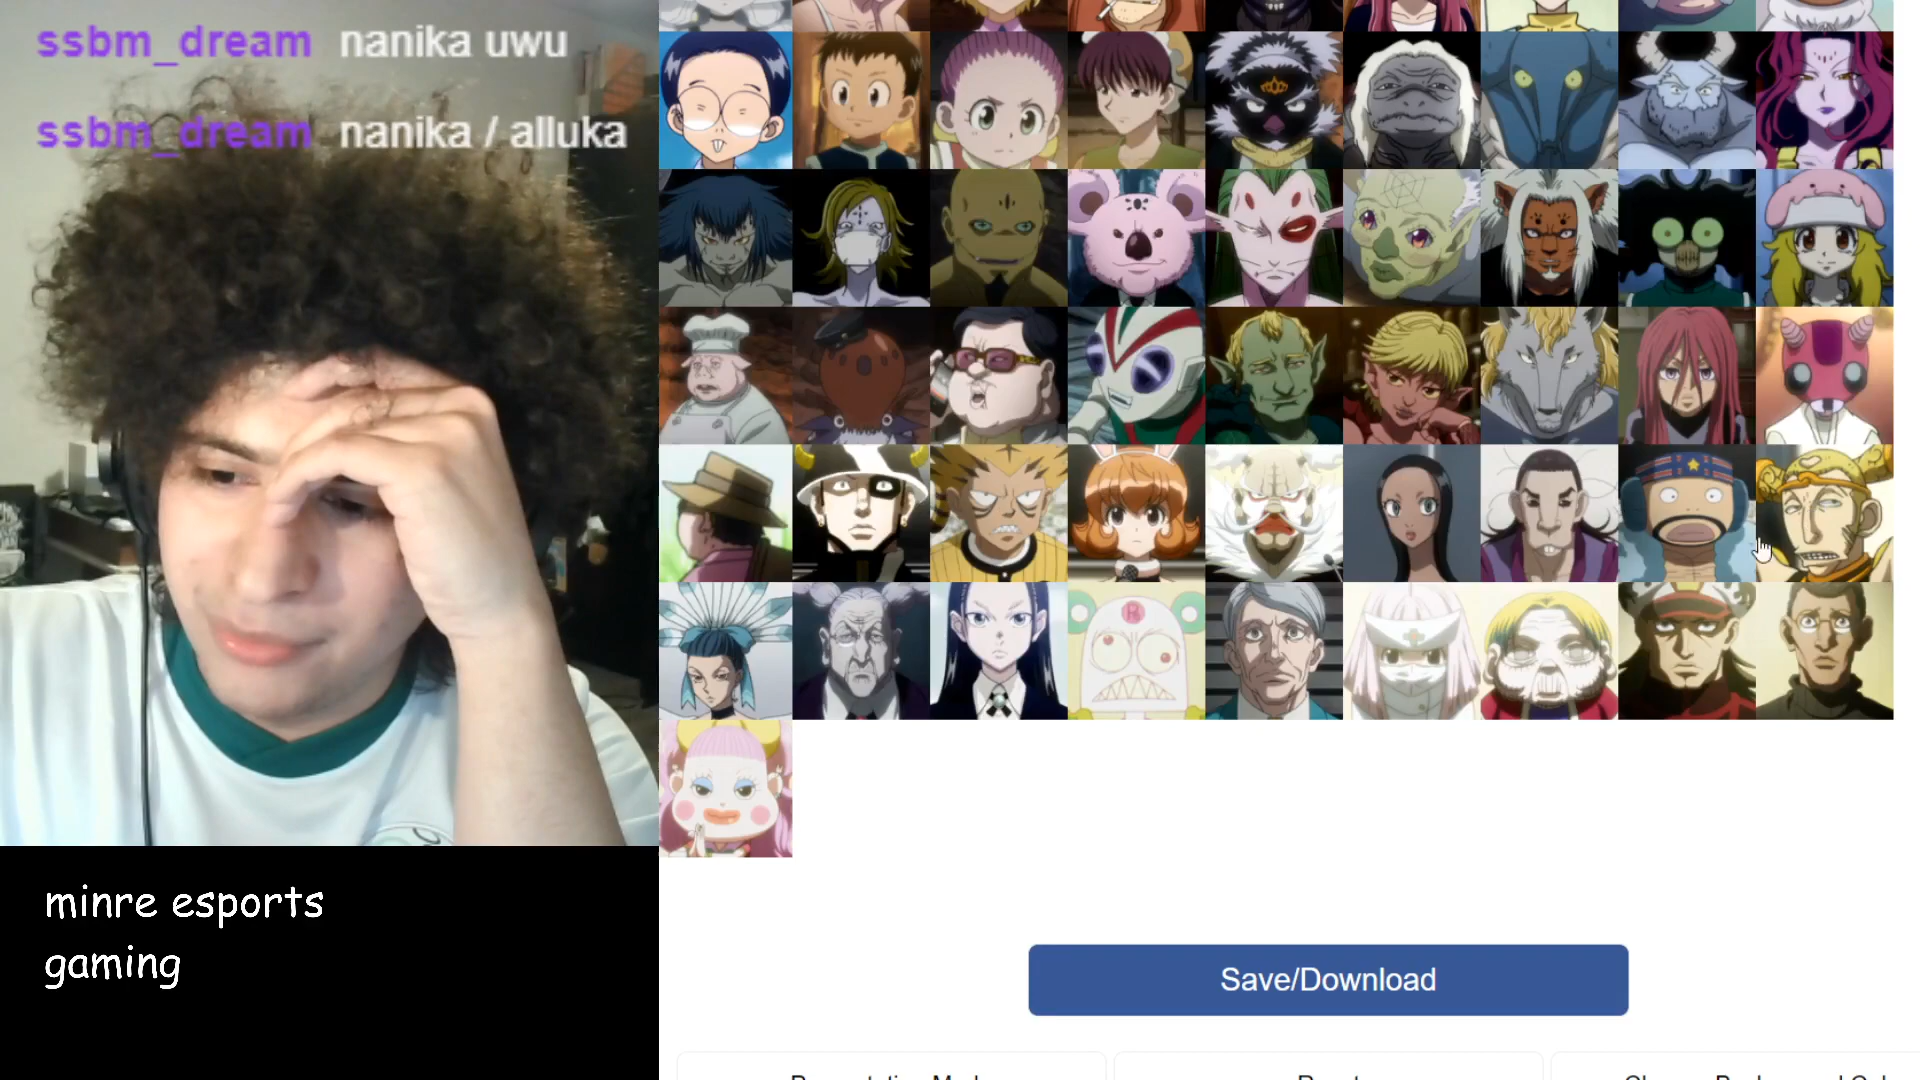 ssbm_dream nanika uwu
ssbm_dream nanika / alluka
minre esports
gaming
Save/Download